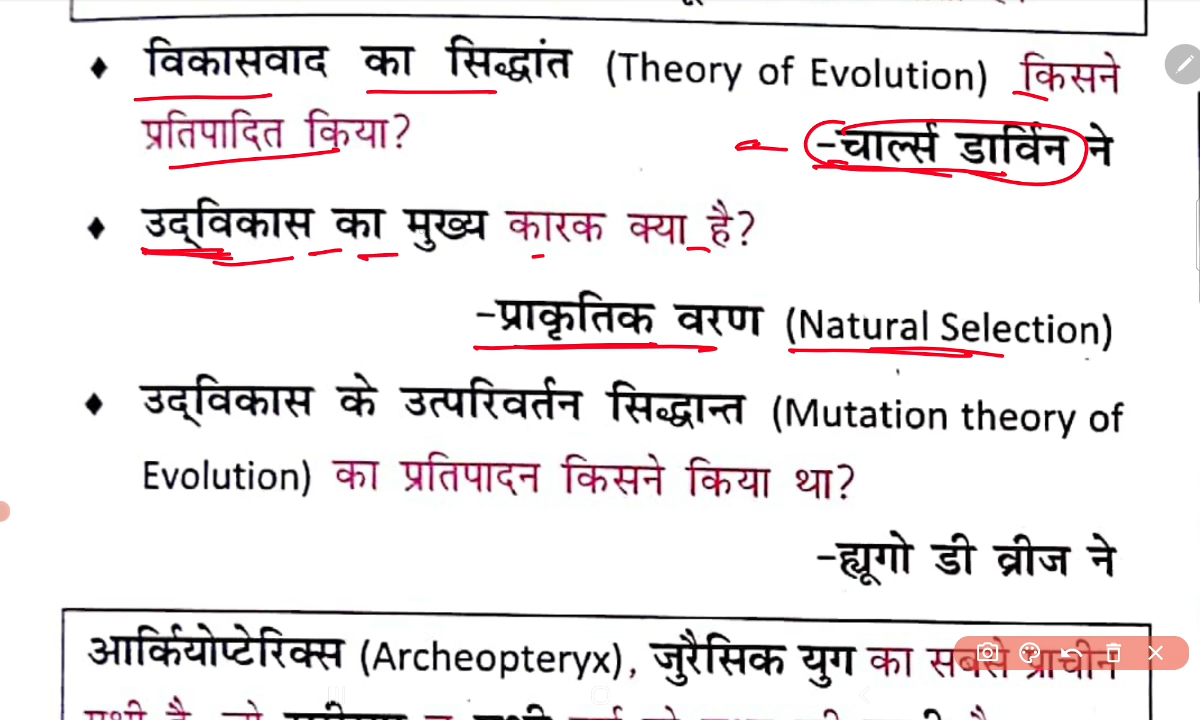 ♦ विकासवाद का सिद्धांत (Theory of Evolution) किसने
प्रतिपादित किया?
-चार्ल्स डार्विन ने
♦ उद्विकास का मुख्य कारक क्या है?
-प्राकृतिक वरण (Natural Selection)
♦ उद्विकास के उत्परिवर्तन सिद्धान्त (Mutation theory of
Evolution) का प्रतिपादन किसने किया था?
-ह्यूगो डी व्रीज ने
आर्कियोप्टेरिक्स (Archeopteryx), जुरैसिक युग का सबसे प्राचीन